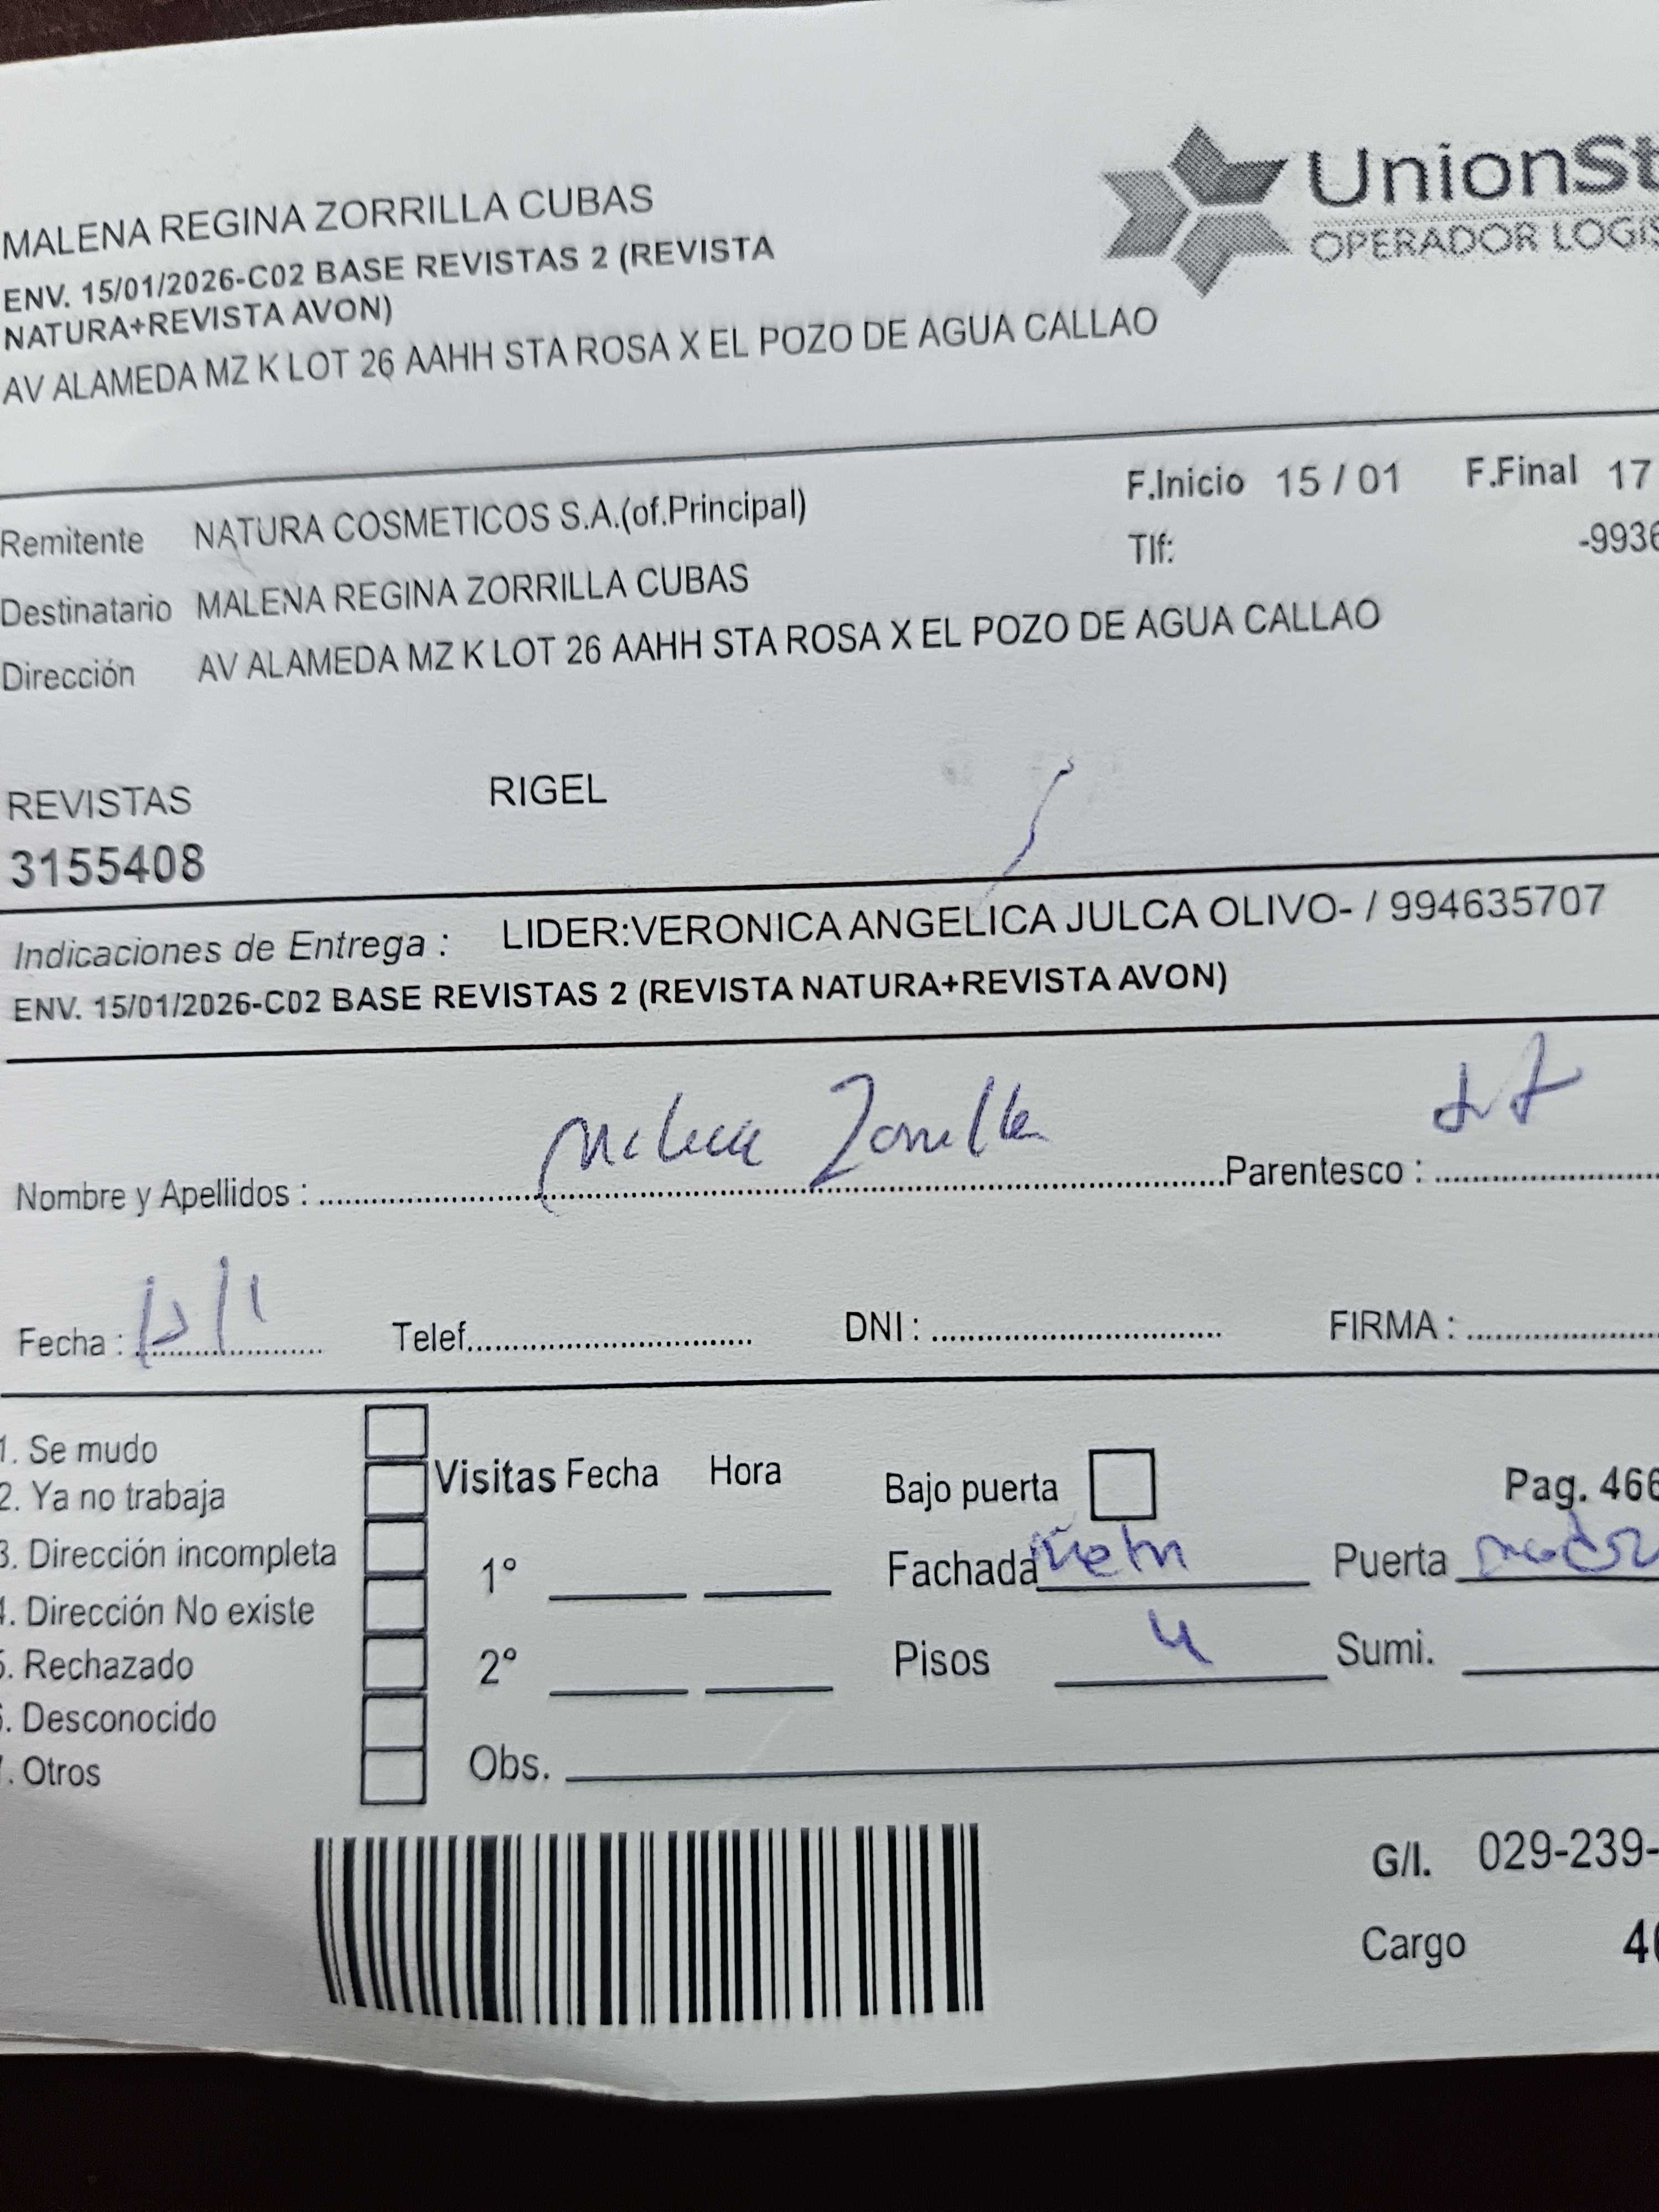 MALENA REGINA ZORRILLA CUBAS
ENV. 15/01/2026-C02 BASE REVISTAS 2 (REVISTA
NATURA+REVISTA AVON)
AV ALAMEDA MZ K LOT 26 AAHH STA ROSA X EL POZO DE AGUA CALLAO
UnionSt
OPERADOR LOGIS
F.Inicio 15 / 01 F.Final 17
Remitente NATURA COSMETICOS S.A.(of.Principal)
Tlf: -9936
Destinatario MALENA REGINA ZORRILLA CUBAS
Dirección AV ALAMEDA MZ K LOT 26 AAHH STA ROSA X EL POZO DE AGUA CALLAO
REVISTAS RIGEL
3155408
Indicaciones de Entrega : LIDER:VERONICA ANGELICA JULCA OLIVO- / 994635707
ENV. 15/01/2026-C02 BASE REVISTAS 2 (REVISTA NATURA+REVISTA AVON)
Nombre y Apellidos : Malena Zorrilla Parentesco :
Fecha : Telef. DNI : FIRMA :
1. Se mudo
2. Ya no trabaja
3. Dirección incompleta
4. Dirección No existe
5. Rechazado
6. Desconocido
7. Otros
Visitas Fecha Hora
1°
2°
Obs.
Bajo puerta Pag. 466
Fachada Puerta
Pisos 4 Sumi.
G/I. 029-239-
Cargo 40